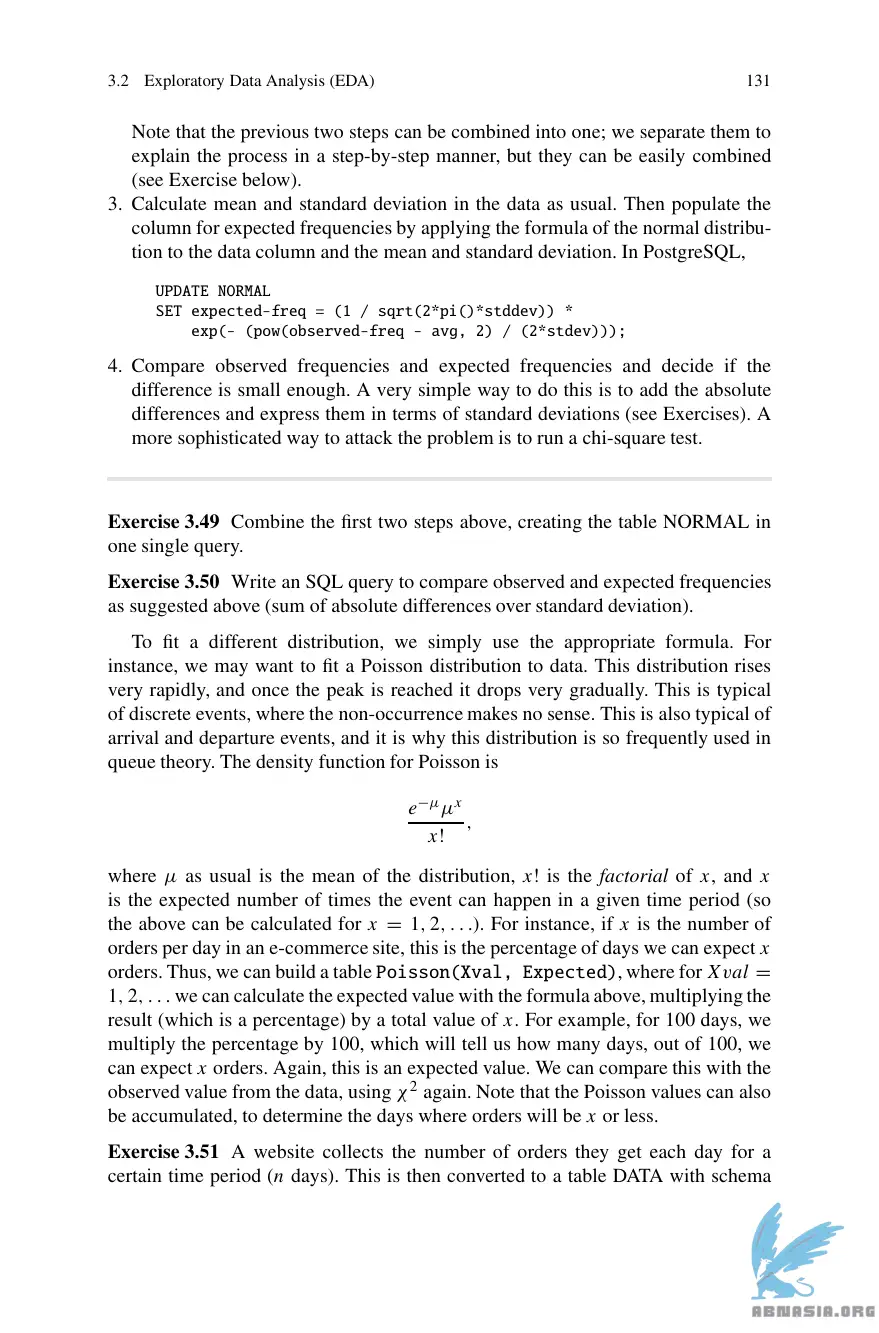 3.2 Exploratory Data Analysis (EDA) 131
Note that the previous two steps can be combined into one; we separate them to
explain the process in a step-by-step manner, but they can be easily combined
(see Exercise below).
3. Calculate mean and standard deviation in the data as usual. Then populate the
column for expected frequencies by applying the formula of the normal distribu-
tion to the data column and the mean and standard deviation. In PostgreSQL,
UPDATE NORMAL
SET expected-freq = (1 / sqrt(2*pi()*stddev)) *
exp(- (pow(observed-freq - avg, 2) / (2*stdev)));
4. Compare observed frequencies and expected frequencies and decide if the
difference is small enough. A very simple way to do this is to add the absolute
differences and express them in terms of standard deviations (see Exercises). A
more sophisticated way to attack the problem is to run a chi-square test.
Exercise 3.49 Combine the first two steps above, creating the table NORMAL in
one single query.
Exercise 3.50 Write an SQL query to compare observed and expected frequencies
as suggested above (sum of absolute differences over standard deviation).
To fit a different distribution, we simply use the appropriate formula. For
instance, we may want to fit a Poisson distribution to data. This distribution rises
very rapidly, and once the peak is reached it drops very gradually. This is typical
of discrete events, where the non-occurrence makes no sense. This is also typical of
arrival and departure events, and it is why this distribution is so frequently used in
queue theory. The density function for Poisson is
e^{−μ} μ^x
x!,
where μ as usual is the mean of the distribution, x! is the factorial of x, and x
is the expected number of times the event can happen in a given time period (so
the above can be calculated for x = 1, 2, . . .). For instance, if x is the number of
orders per day in an e-commerce site, this is the percentage of days we can expect x
orders. Thus, we can build a table Poisson(Xval, Expected), where for Xval =
1, 2, . . . we can calculate the expected value with the formula above, multiplying the
result (which is a percentage) by a total value of x. For example, for 100 days, we
multiply the percentage by 100, which will tell us how many days, out of 100, we
can expect x orders. Again, this is an expected value. We can compare this with the
observed value from the data, using χ² again. Note that the Poisson values can also
be accumulated, to determine the days where orders will be x or less.
Exercise 3.51 A website collects the number of orders they get each day for a
certain time period (n days). This is then converted to a table DATA with schema
ABNASIA.ORG